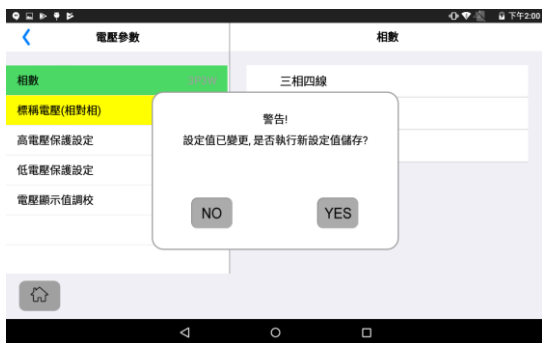 下午2:00
電壓參數
相數
相數
三相四線
標稱電壓(相對相)
高電壓保護設定
低電壓保護設定
電壓顯示值調校
警告!
設定值已變更, 是否執行新設定值儲存?
NO
YES